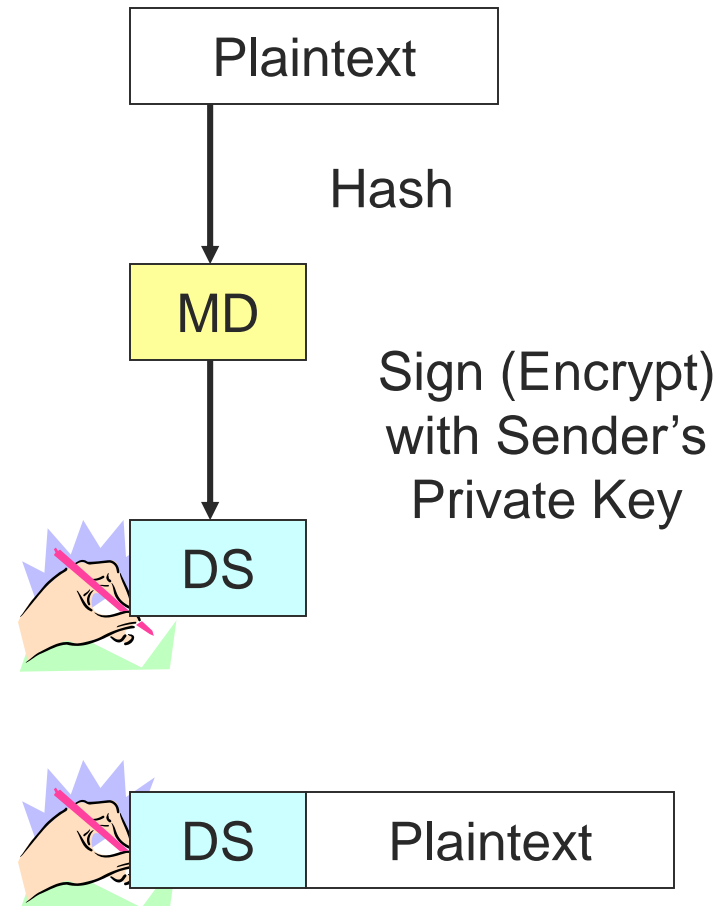 Plaintext
Hash
MD
Sign (Encrypt)
with Sender’s
Private Key
DS
DS Plaintext